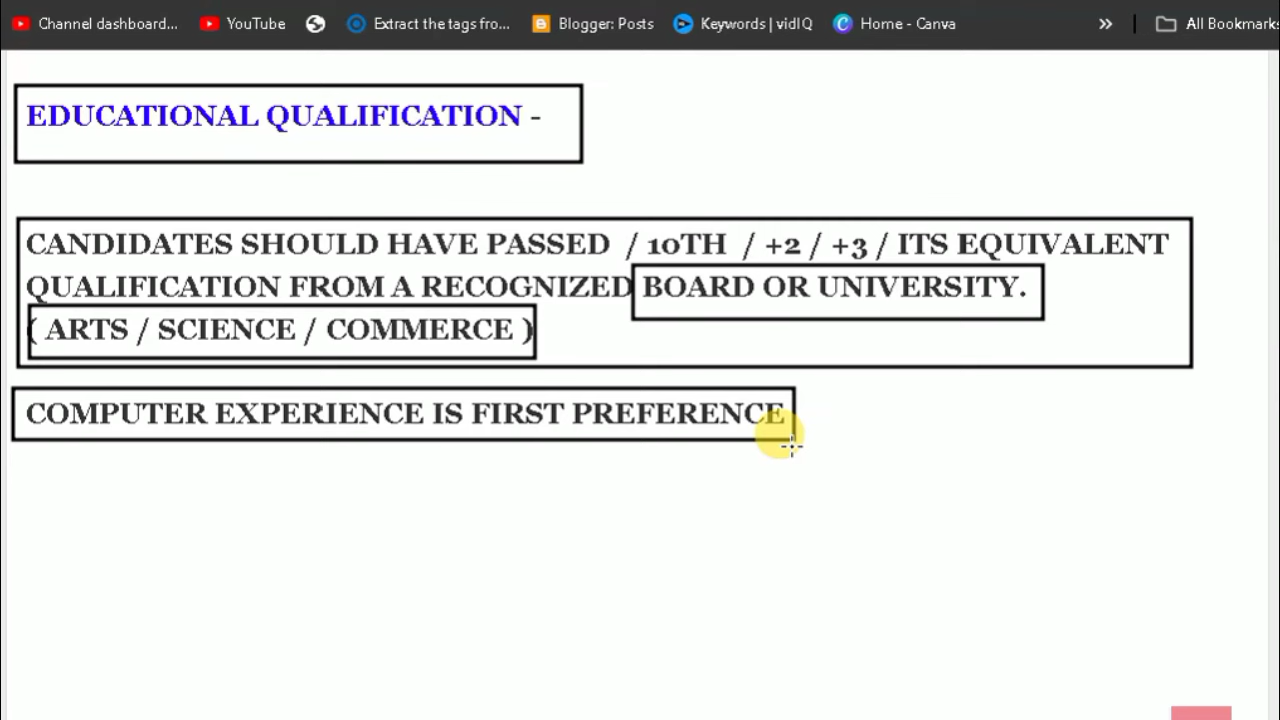 Channel dashboard... YouTube Extract the tags fro... Blogger: Posts Keywords | vidIQ Home - Canva » All Bookmark
EDUCATIONAL QUALIFICATION -
CANDIDATES SHOULD HAVE PASSED / 10TH / +2 / +3 / ITS EQUIVALENT
QUALIFICATION FROM A RECOGNIZED BOARD OR UNIVERSITY.
( ARTS / SCIENCE / COMMERCE )
COMPUTER EXPERIENCE IS FIRST PREFERENCE